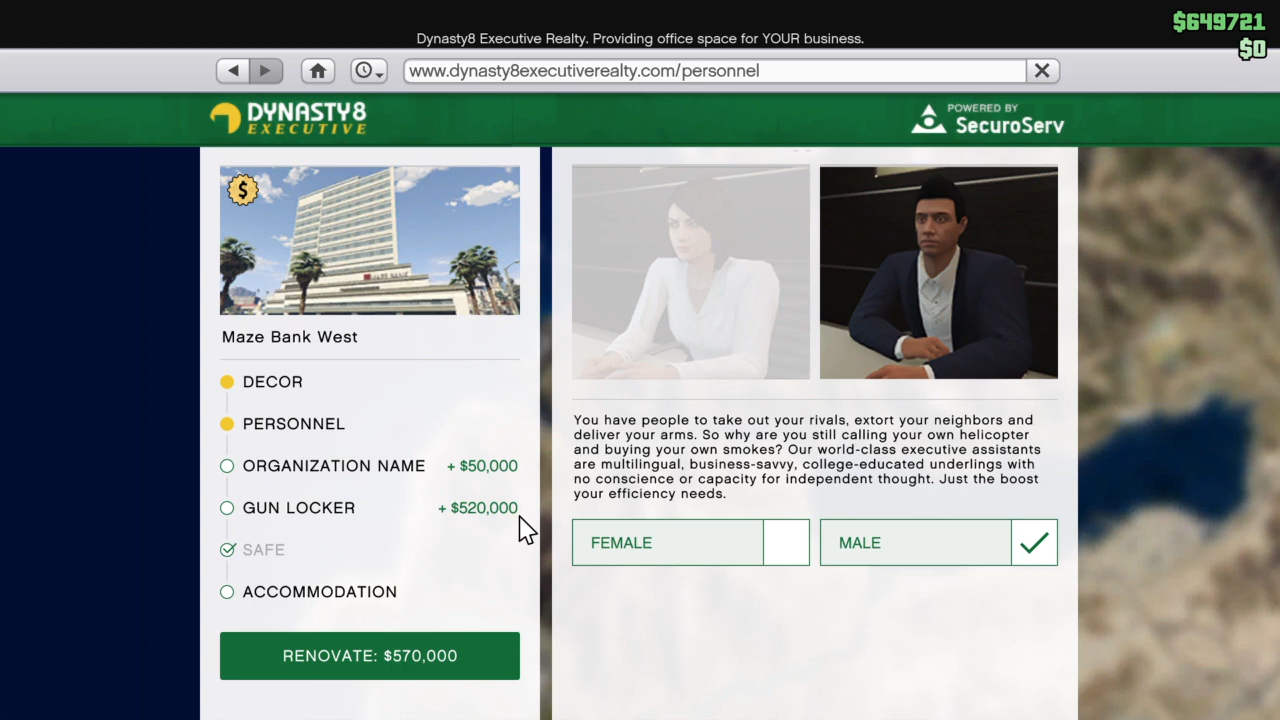 $649721
$0
Dynasty8 Executive Realty. Providing office space for YOUR business.
www.dynasty8executiverealty.com/personnel
DYNASTY8
EXECUTIVE
POWERED BY
SecuroServ
$
MAZE BANK
Maze Bank West
DECOR
PERSONNEL
ORGANIZATION NAME + $50,000
GUN LOCKER + $520,000
SAFE
ACCOMMODATION
RENOVATE: $570,000
You have people to take out your rivals, extort your neighbors and
deliver your arms. So why are you still calling your own helicopter
and buying your own smokes? Our world-class executive assistants
are multilingual, business-savvy, college-educated underlings with
no conscience or capacity for independent thought. Just the boost
your efficiency needs.
FEMALE
MALE